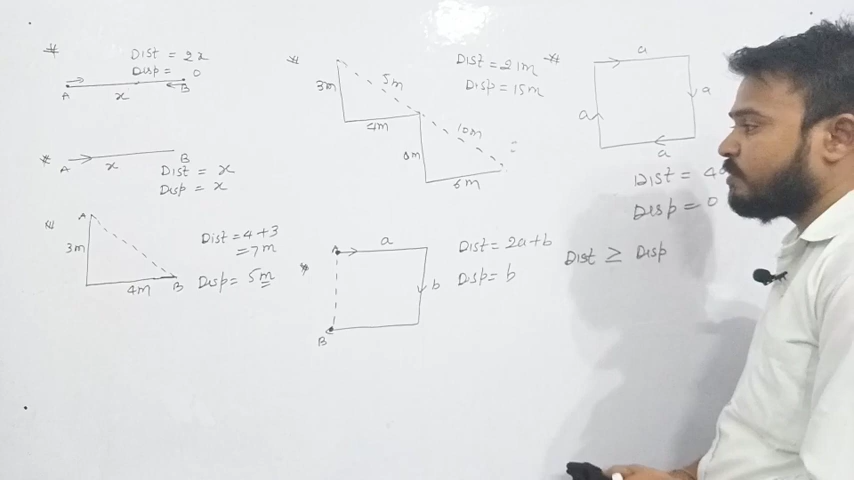 * Dist = 2x
Disp = 0
A x B
* A x B
Dist = x
Disp = x
A
3m
4m B
Dist = 4+3
= 7m
Disp = 5m
*
3m 5m
4m
10m
8m
6m
Dist = 21m
Disp = 15m
*
A a
b
B
Dist = 2a+b
Disp = b
*
a
a a
a
Dist = 4
Disp = 0
Dist ≥ Disp